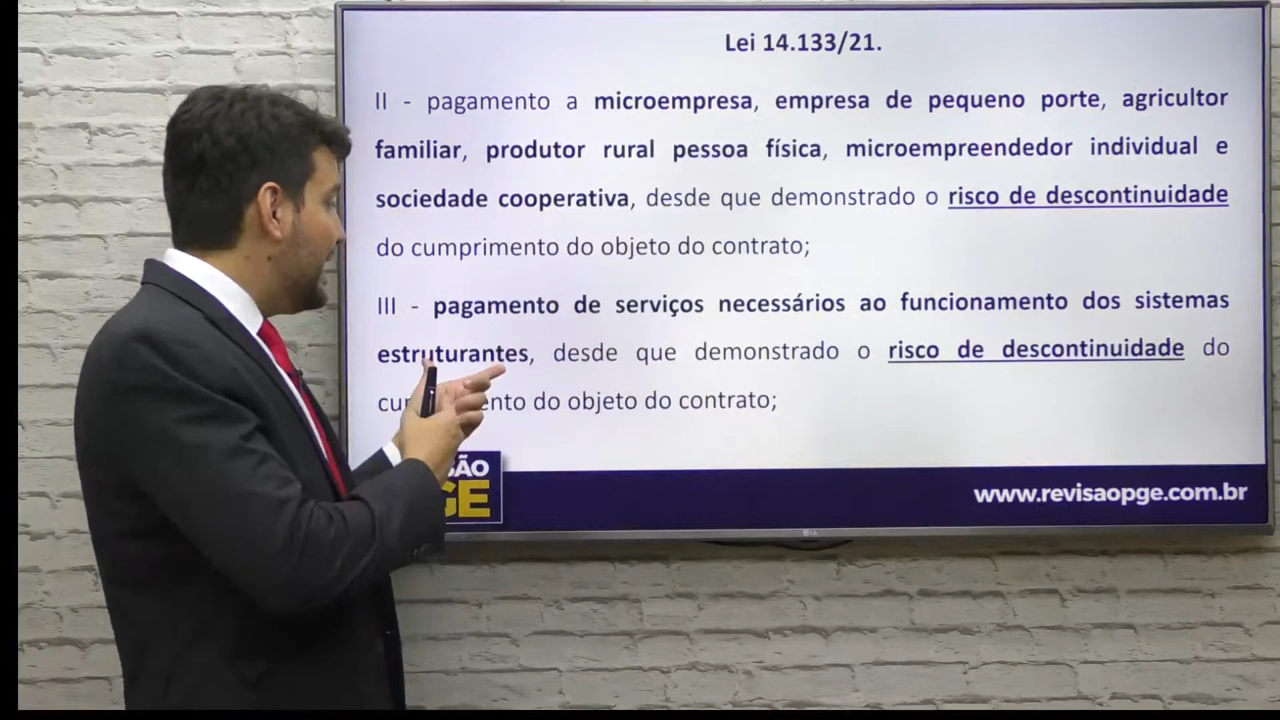 Lei 14.133/21.
II - pagamento a microempresa, empresa de pequeno porte, agricultor
familiar, produtor rural pessoa física, microempreendedor individual e
sociedade cooperativa, desde que demonstrado o risco de descontinuidade
do cumprimento do objeto do contrato;
III - pagamento de serviços necessários ao funcionamento dos sistemas
estruturantes, desde que demonstrado o risco de descontinuidade do
do objeto do contrato;
www.revisaopge.com.br
LG